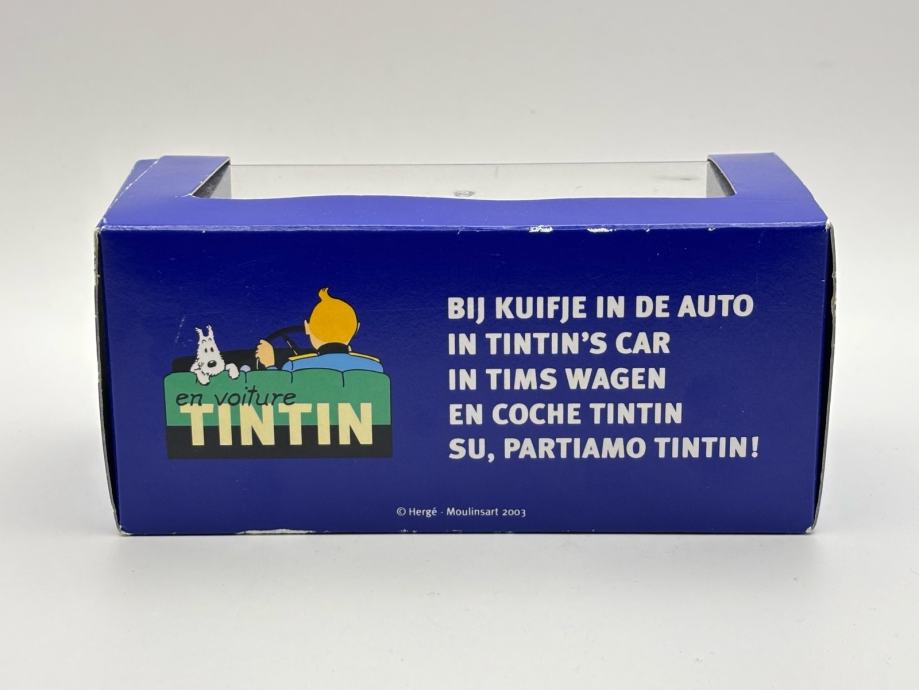 en voiture
TINTIN
BIJ KUIFJE IN DE AUTO
IN TINTIN'S CAR
IN TIMS WAGEN
EN COCHE TINTIN
SU, PARTIAMO TINTIN!
© Hergé - Moulinsart 2003